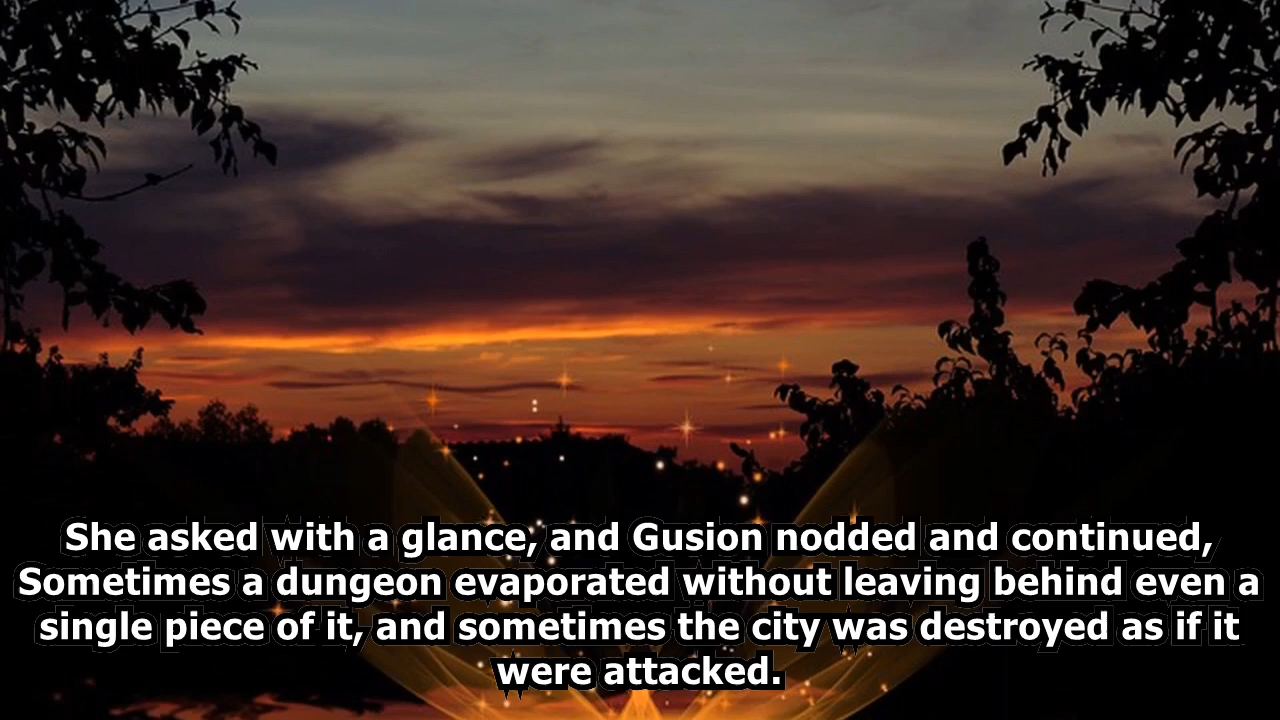 She asked with a glance, and Gusion nodded and continued,
Sometimes a dungeon evaporated without leaving behind even a
single piece of it, and sometimes the city was destroyed as if it
were attacked.